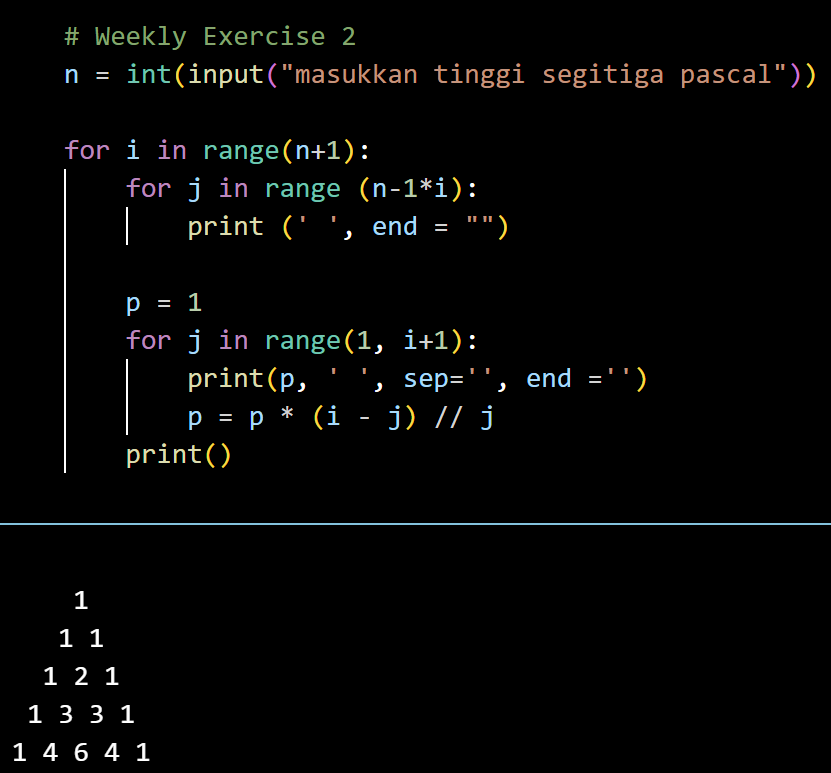 # Weekly Exercise 2
n = int(input("masukkan tinggi segitiga pascal"))
for i in range(n+1):
    for j in range (n-1*i):
        print (' ', end = "")
    p = 1
    for j in range(1, i+1):
        print(p, ' ', sep='', end ='')
        p = p * (i - j) // j
    print()
    1
   1 1
  1 2 1
 1 3 3 1
1 4 6 4 1